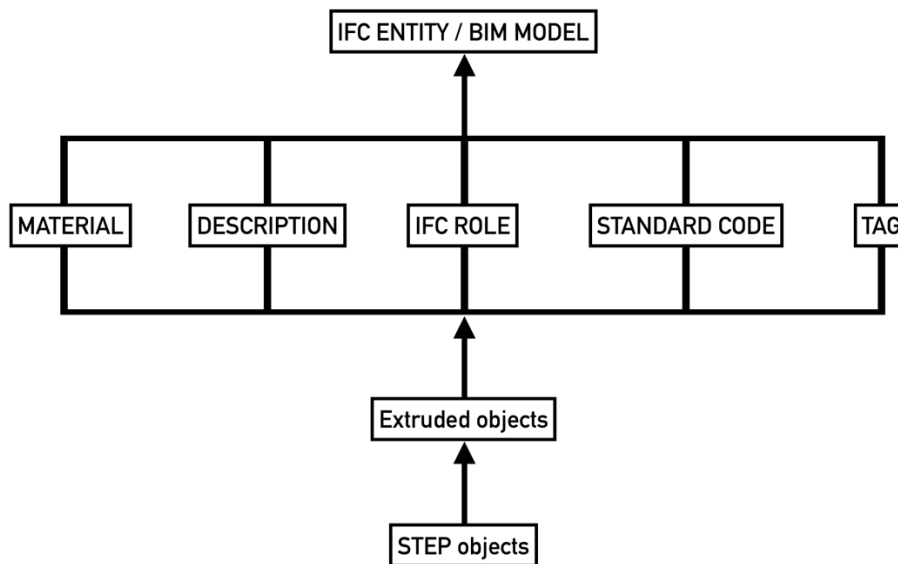 IFC ENTITY / BIM MODEL
MATERIAL
DESCRIPTION
IFC ROLE
STANDARD CODE
TAG
Extruded objects
STEP objects